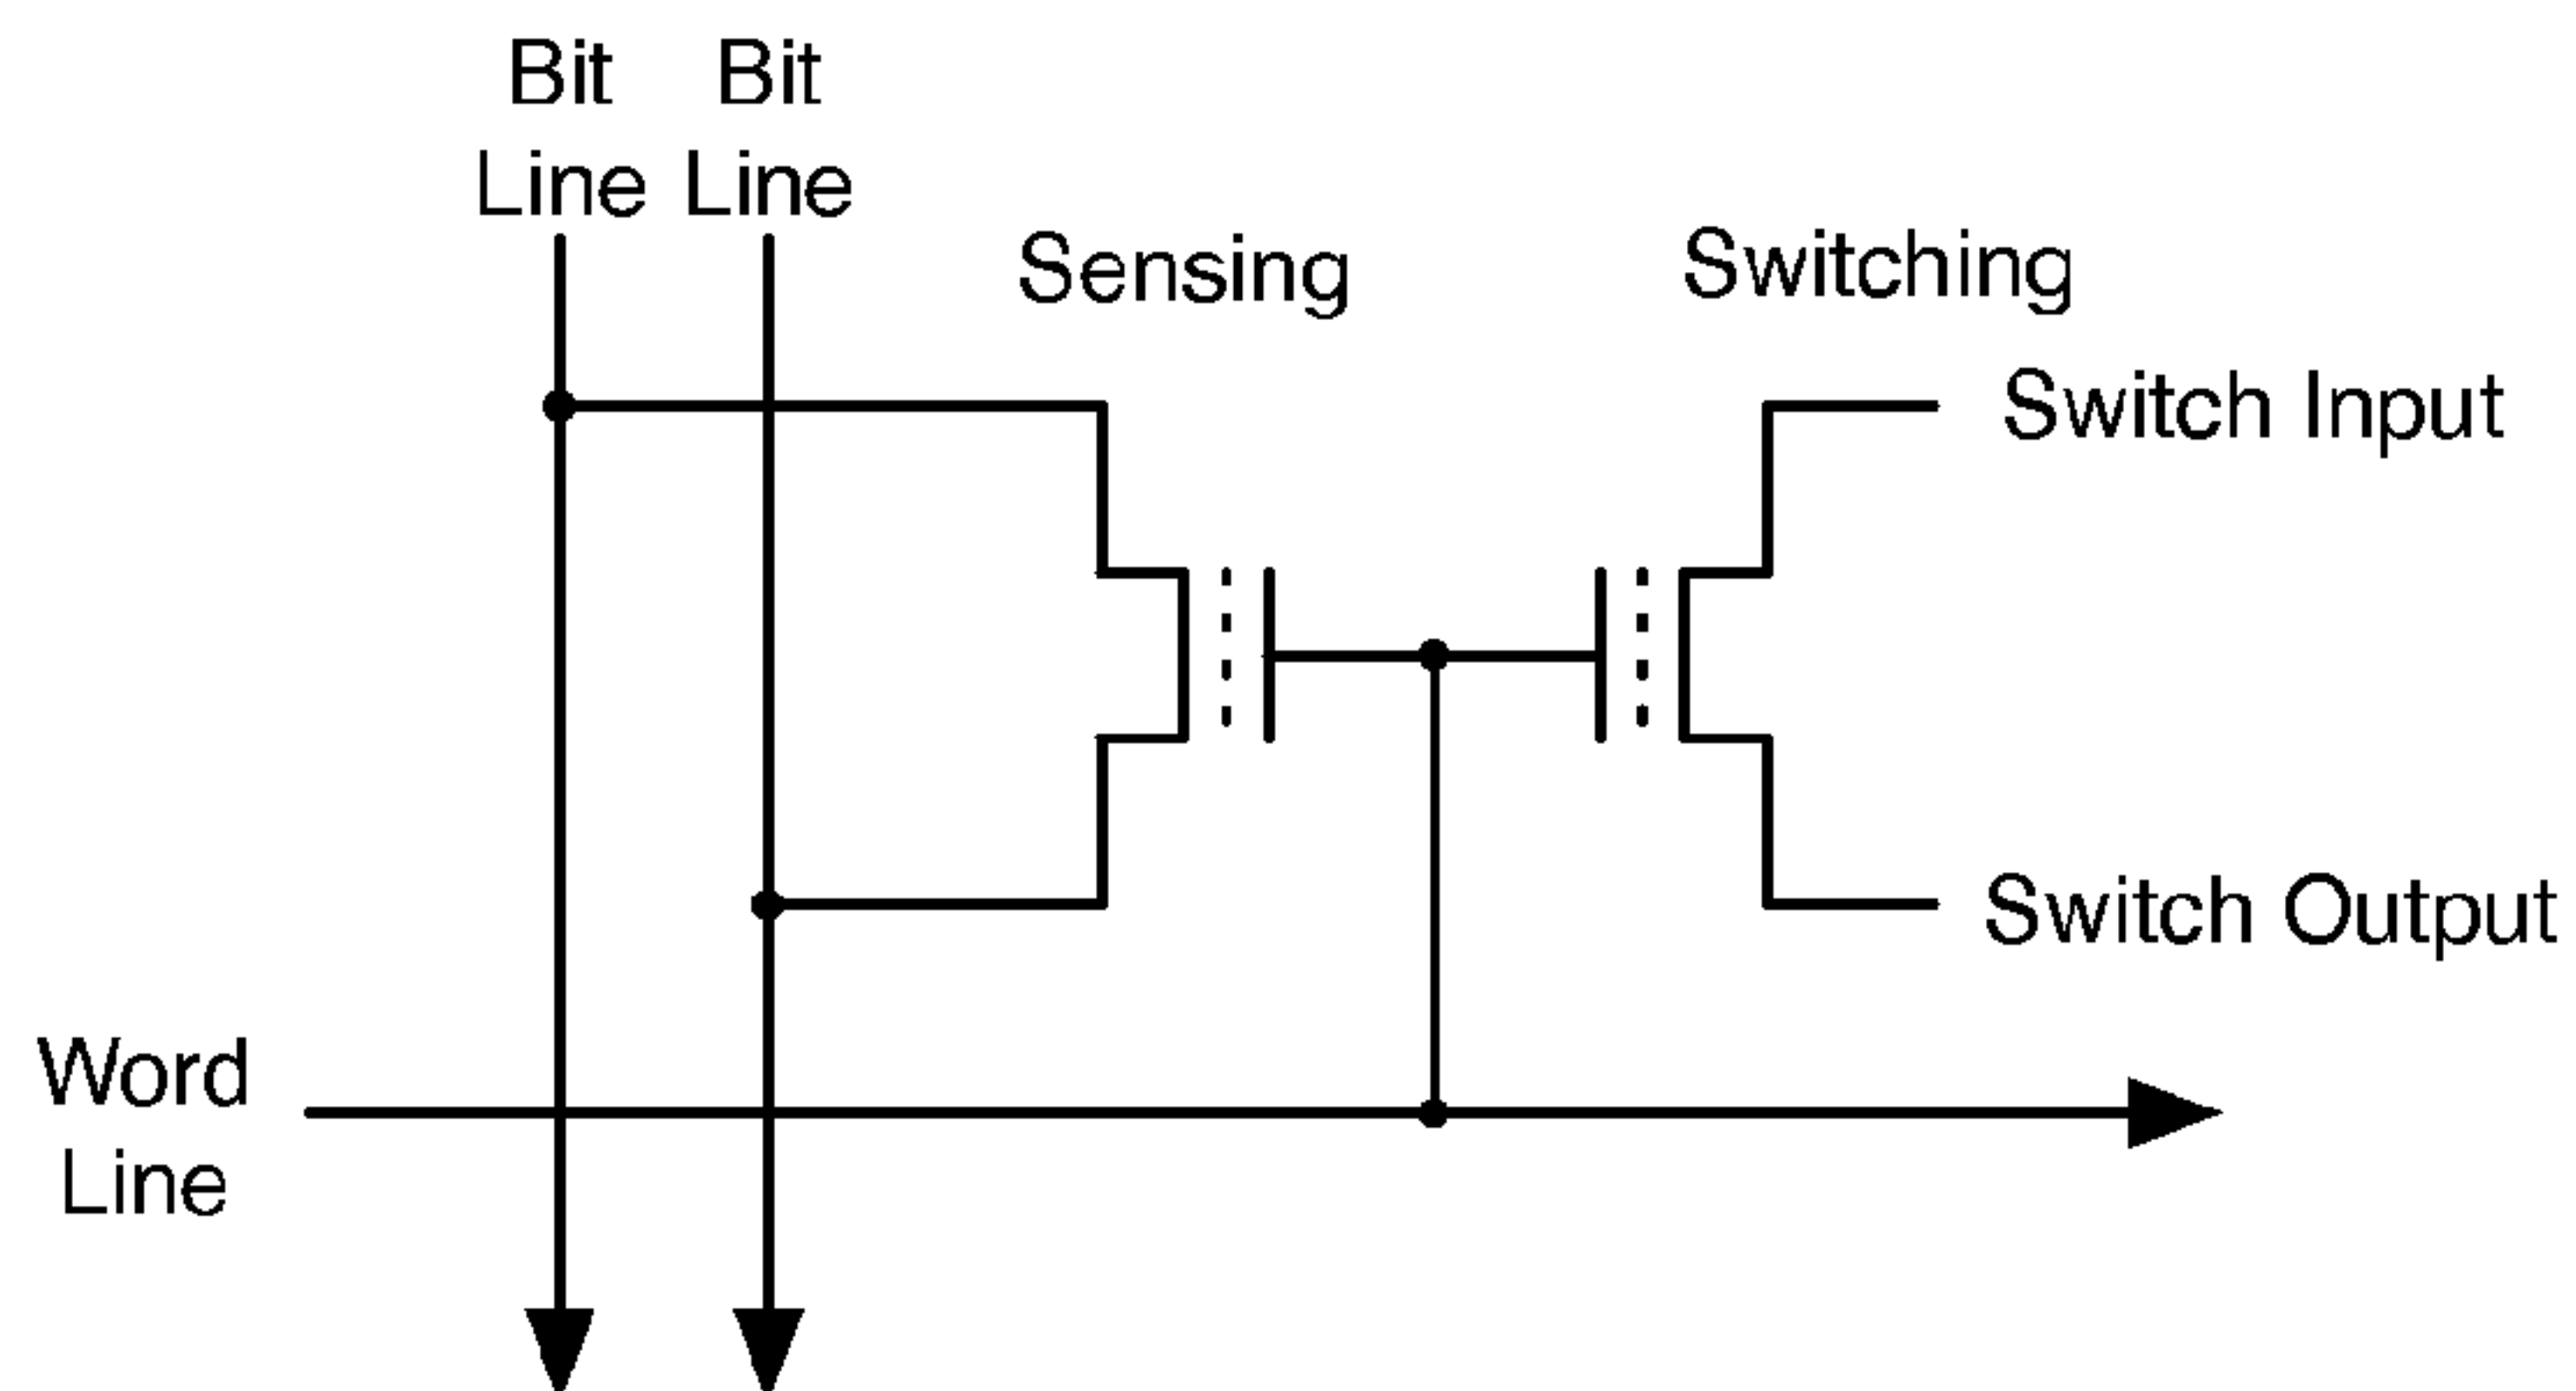 Bit
Line
Bit
Line
Sensing
Switching
Switch Input
Switch Output
Word
Line